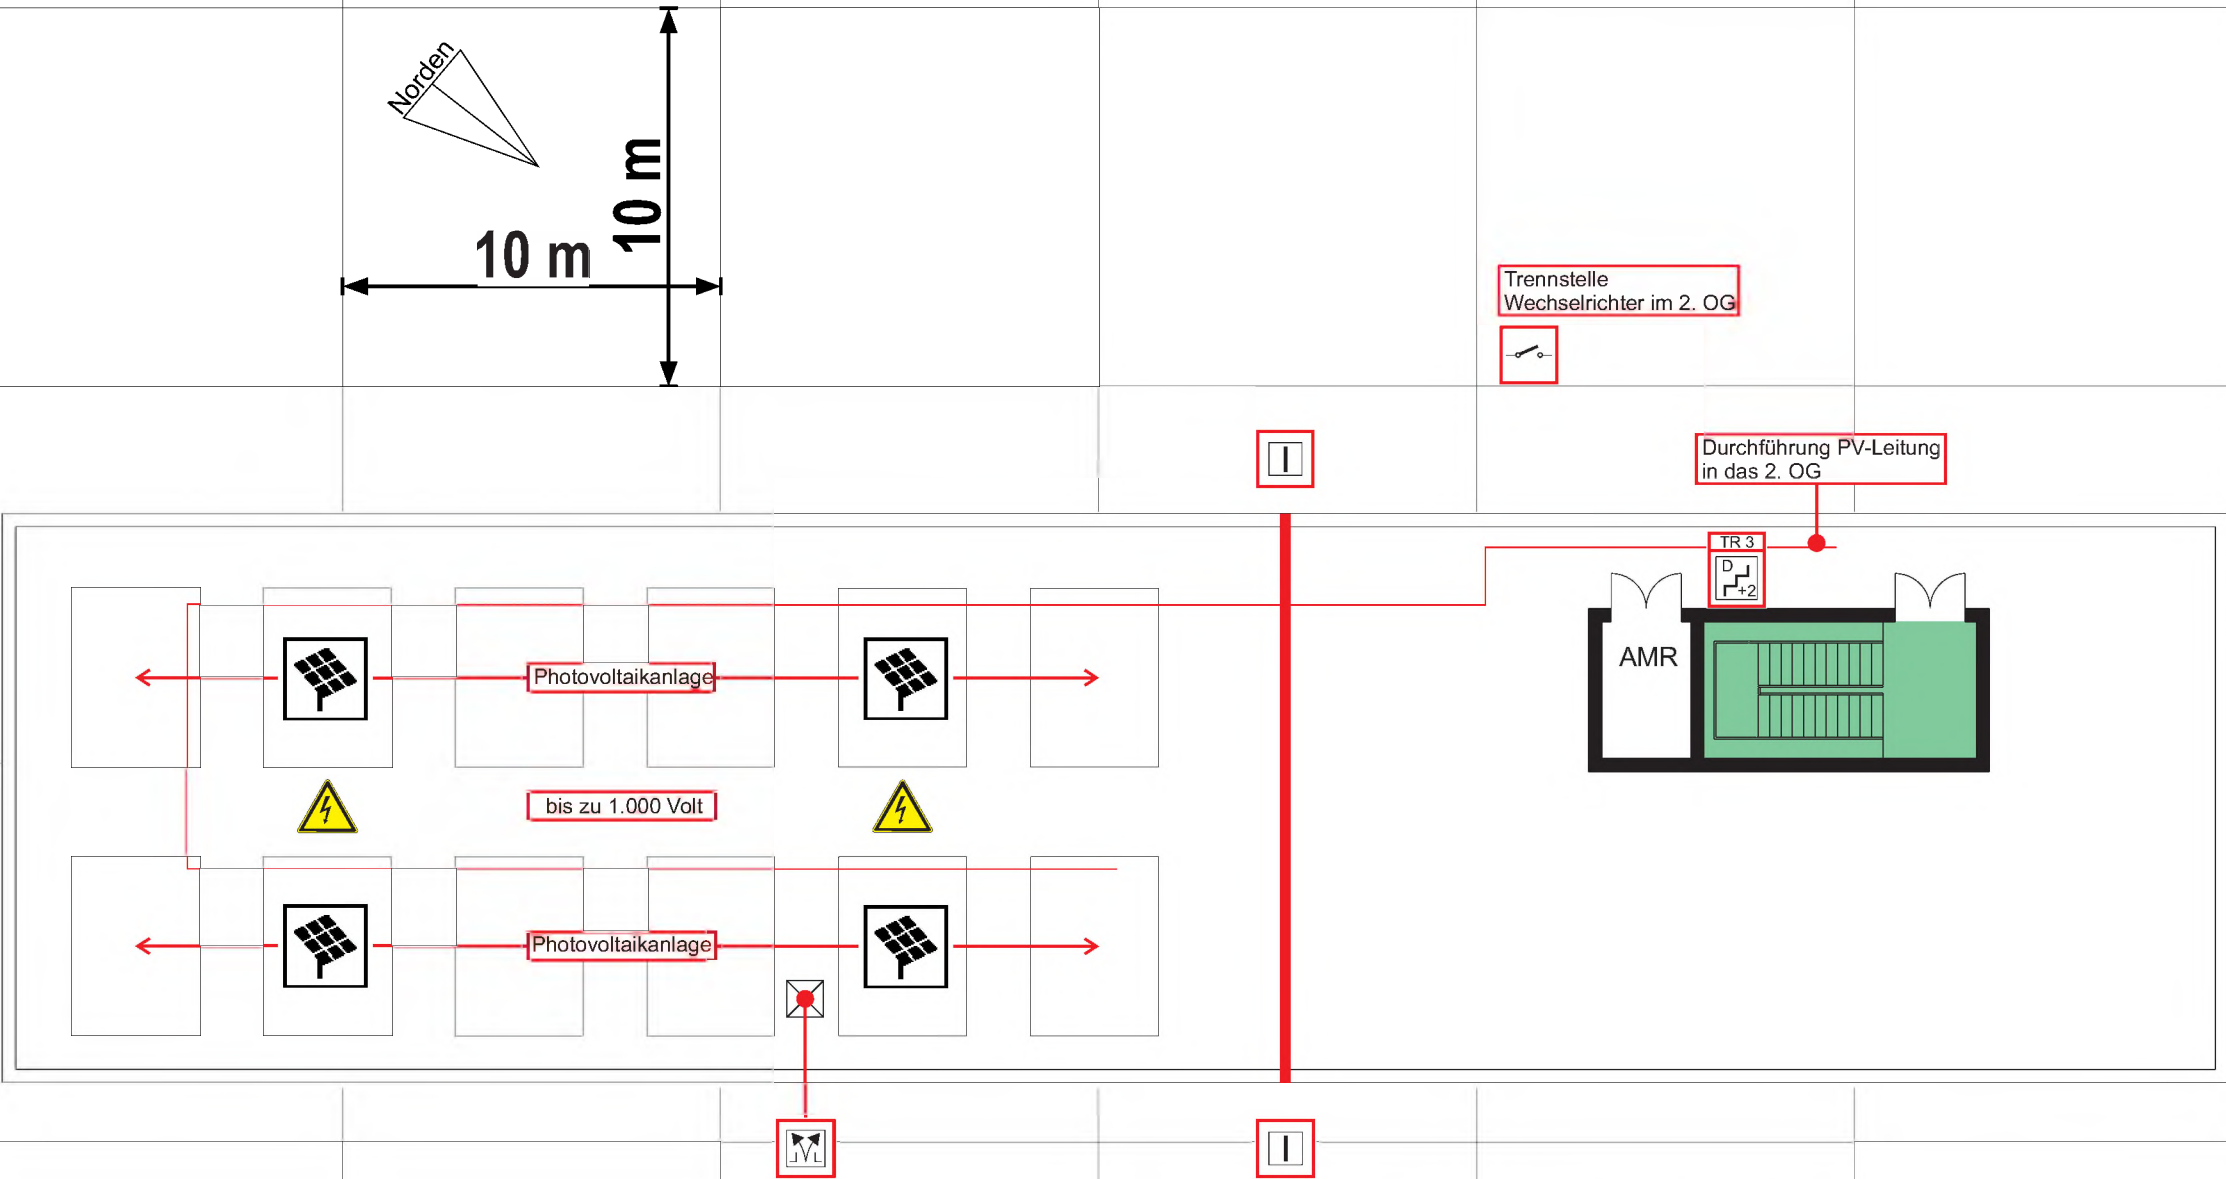 Norden
10 m
10 m
Trennstelle
Wechselrichter im 2. OG
I
Durchführung PV-Leitung
in das 2. OG
TR 3
D
+2
AMR
Photovoltaikanlage
bis zu 1.000 Volt
Photovoltaikanlage
I